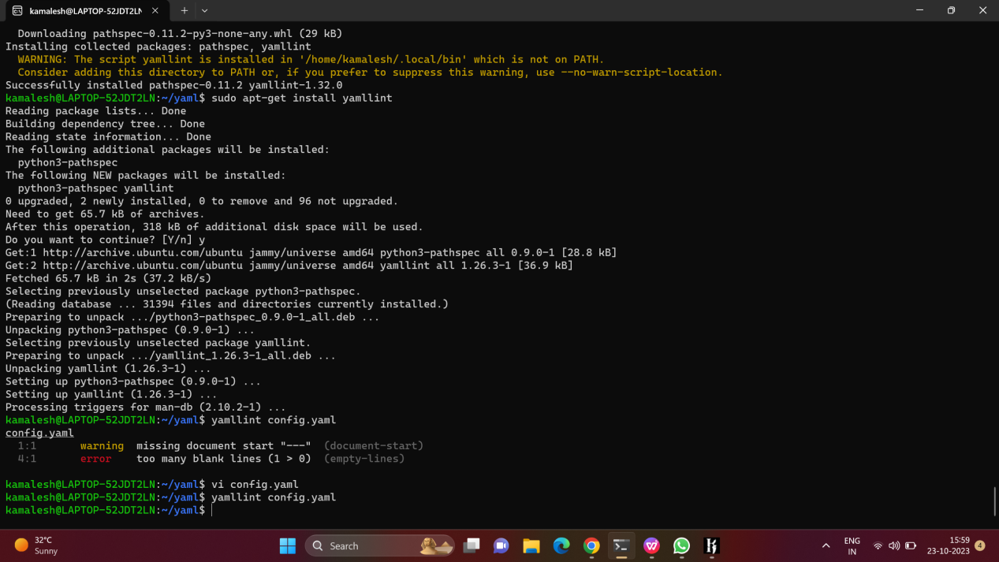 kamalesh@LAPTOP-52JDT2LN
Downloading pathspec-0.11.2-py3-none-any.whl (29 kB)
Installing collected packages: pathspec, yamllint
WARNING: The script yamllint is installed in '/home/kamalesh/.local/bin' which is not on PATH.
Consider adding this directory to PATH or, if you prefer to suppress this warning, use --no-warn-script-location.
Successfully installed pathspec-0.11.2 yamllint-1.32.0
kamalesh@LAPTOP-52JDT2LN:~/yaml$ sudo apt-get install yamllint
Reading package lists... Done
Building dependency tree... Done
Reading state information... Done
The following additional packages will be installed:
python3-pathspec
The following NEW packages will be installed:
python3-pathspec yamllint
0 upgraded, 2 newly installed, 0 to remove and 96 not upgraded.
Need to get 65.7 kB of archives.
After this operation, 318 kB of additional disk space will be used.
Do you want to continue? [Y/n] y
Get:1 http://archive.ubuntu.com/ubuntu jammy/universe amd64 python3-pathspec all 0.9.0-1 [28.8 kB]
Get:2 http://archive.ubuntu.com/ubuntu jammy/universe amd64 yamllint all 1.26.3-1 [36.9 kB]
Fetched 65.7 kB in 2s (37.2 kB/s)
Selecting previously unselected package python3-pathspec.
(Reading database ... 31394 files and directories currently installed.)
Preparing to unpack .../python3-pathspec_0.9.0-1_all.deb ...
Unpacking python3-pathspec (0.9.0-1) ...
Selecting previously unselected package yamllint.
Preparing to unpack .../yamllint_1.26.3-1_all.deb ...
Unpacking yamllint (1.26.3-1) ...
Setting up python3-pathspec (0.9.0-1) ...
Setting up yamllint (1.26.3-1) ...
Processing triggers for man-db (2.10.2-1) ...
kamalesh@LAPTOP-52JDT2LN:~/yaml$ yamllint config.yaml
config.yaml
1:1 warning missing document start "---" (document-start)
4:1 error too many blank lines (1 > 0) (empty-lines)
kamalesh@LAPTOP-52JDT2LN:~/yaml$ vi config.yaml
kamalesh@LAPTOP-52JDT2LN:~/yaml$ yamllint config.yaml
kamalesh@LAPTOP-52JDT2LN:~/yaml$
32°C
Sunny
Search
ENG
IN
15:59
23-10-2023
4